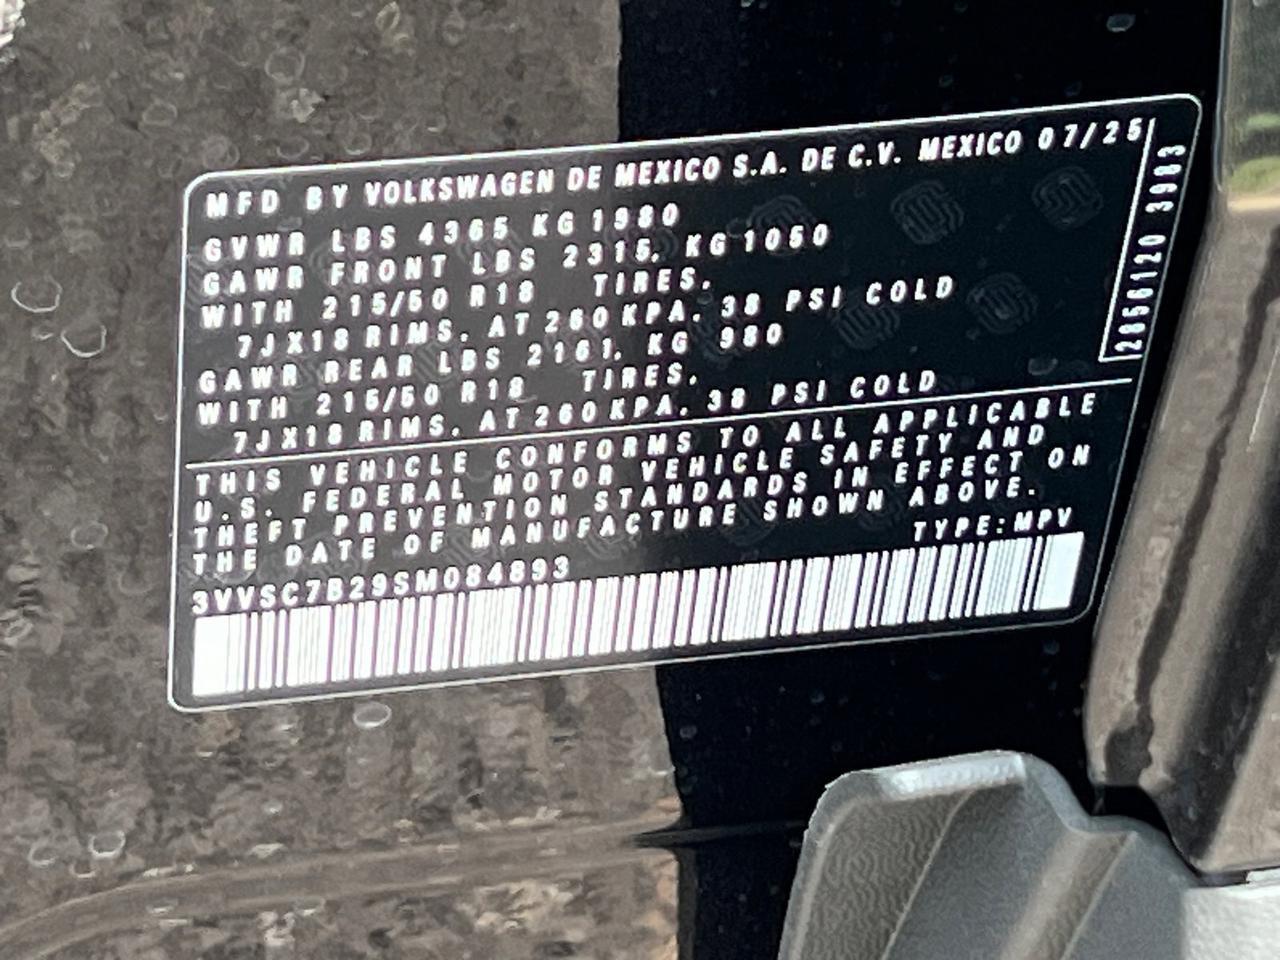 MFD BY VOLKSWAGEN DE MEXICO S.A. DE C.V. MEXICO 07/25
GVWR LBS 4365 KG 1980
GAWR FRONT LBS 2315, KG 1050
WITH 215/50 R18 TIRES,
7JX18 RIMS, AT 260 KPA, 38 PSI COLD
GAWR REAR LBS 2161, KG 980
WITH 215/50 R18 TIRES,
7JX18 RIMS, AT 260 KPA, 38 PSI COLD
THIS VEHICLE CONFORMS TO ALL APPLICABLE
U.S. FEDERAL MOTOR VEHICLE SAFETY AND
THEFT PREVENTION STANDARDS IN EFFECT ON
THE DATE OF MANUFACTURE SHOWN ABOVE.
TYPE: MPV
3VVSC7B29SM084893
2856120 3983